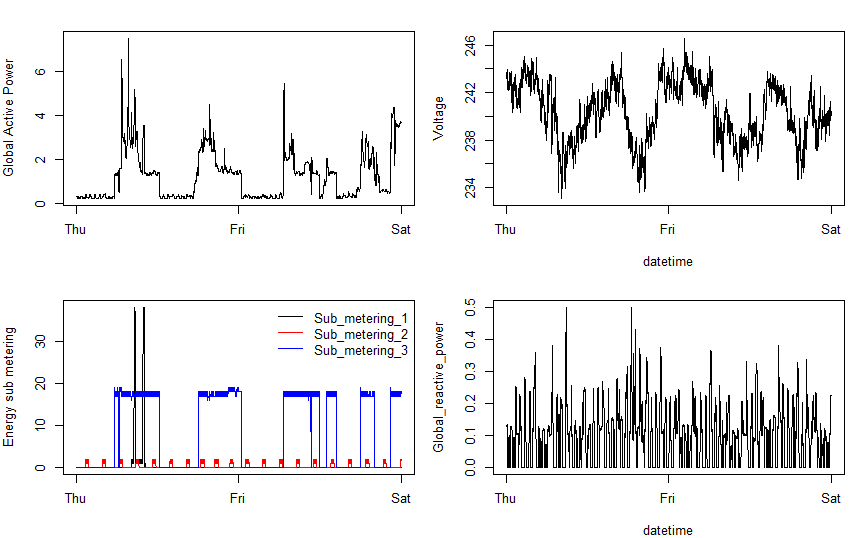 Global Active Power
0 2 4 6
Thu Fri Sat
Voltage
234 238 242 246
Thu Fri Sat
datetime
Energy sub metering
0 10 20 30
Sub_metering_1
Sub_metering_2
Sub_metering_3
Thu Fri Sat
Global_reactive_power
0.0 0.1 0.2 0.3 0.4 0.5
Thu Fri Sat
datetime